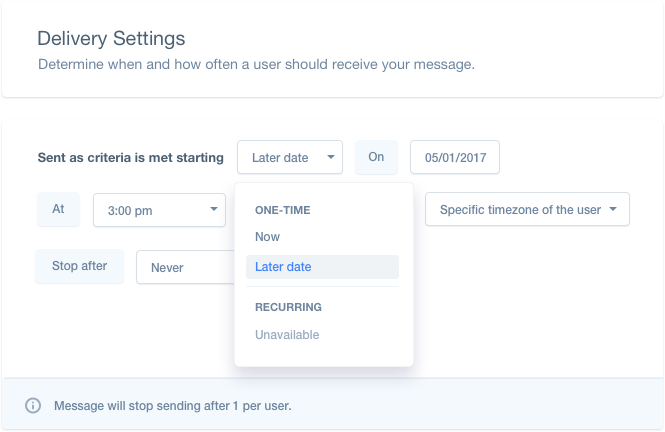 Delivery Settings
Determine when and how often a user should receive your message.
Sent as criteria is met starting Later date On 05/01/2017
At 3:00 pm Specific timezone of the user
Stop after Never
ONE-TIME
Now
Later date
RECURRING
Unavailable
Message will stop sending after 1 per user.